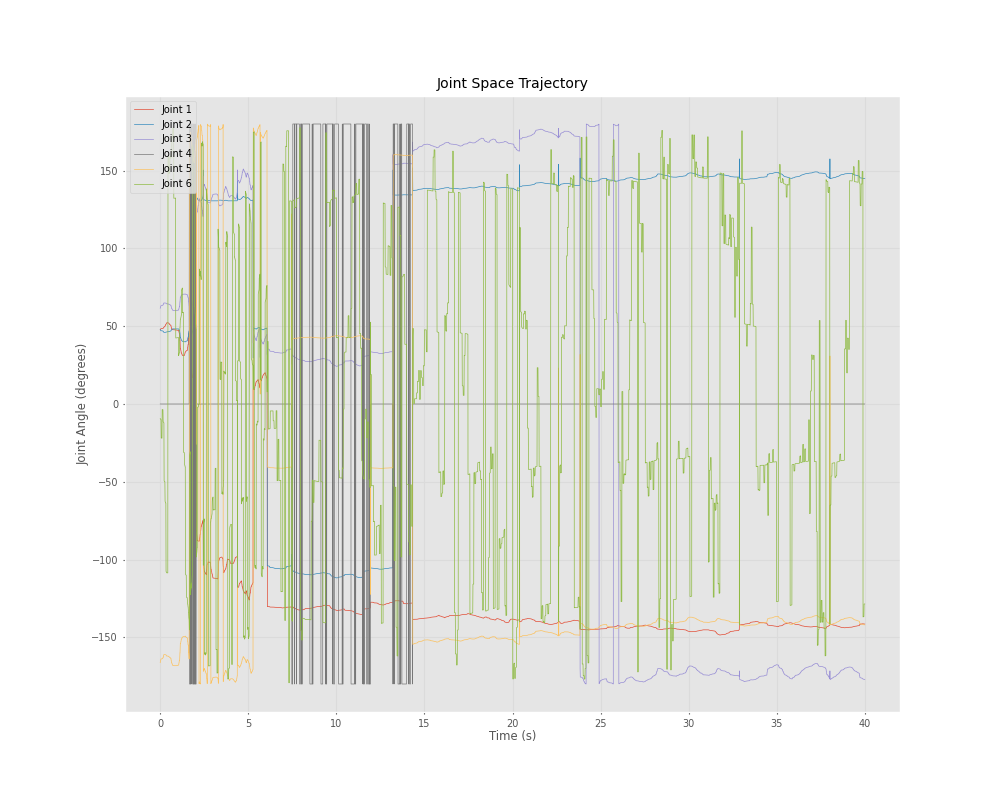 Joint Space Trajectory
Joint 1
Joint 2
Joint 3
Joint 4
Joint 5
Joint 6
Joint Angle (degrees)
150
100
50
0
−50
−100
−150
0 5 10 15 20 25 30 35 40
Time (s)